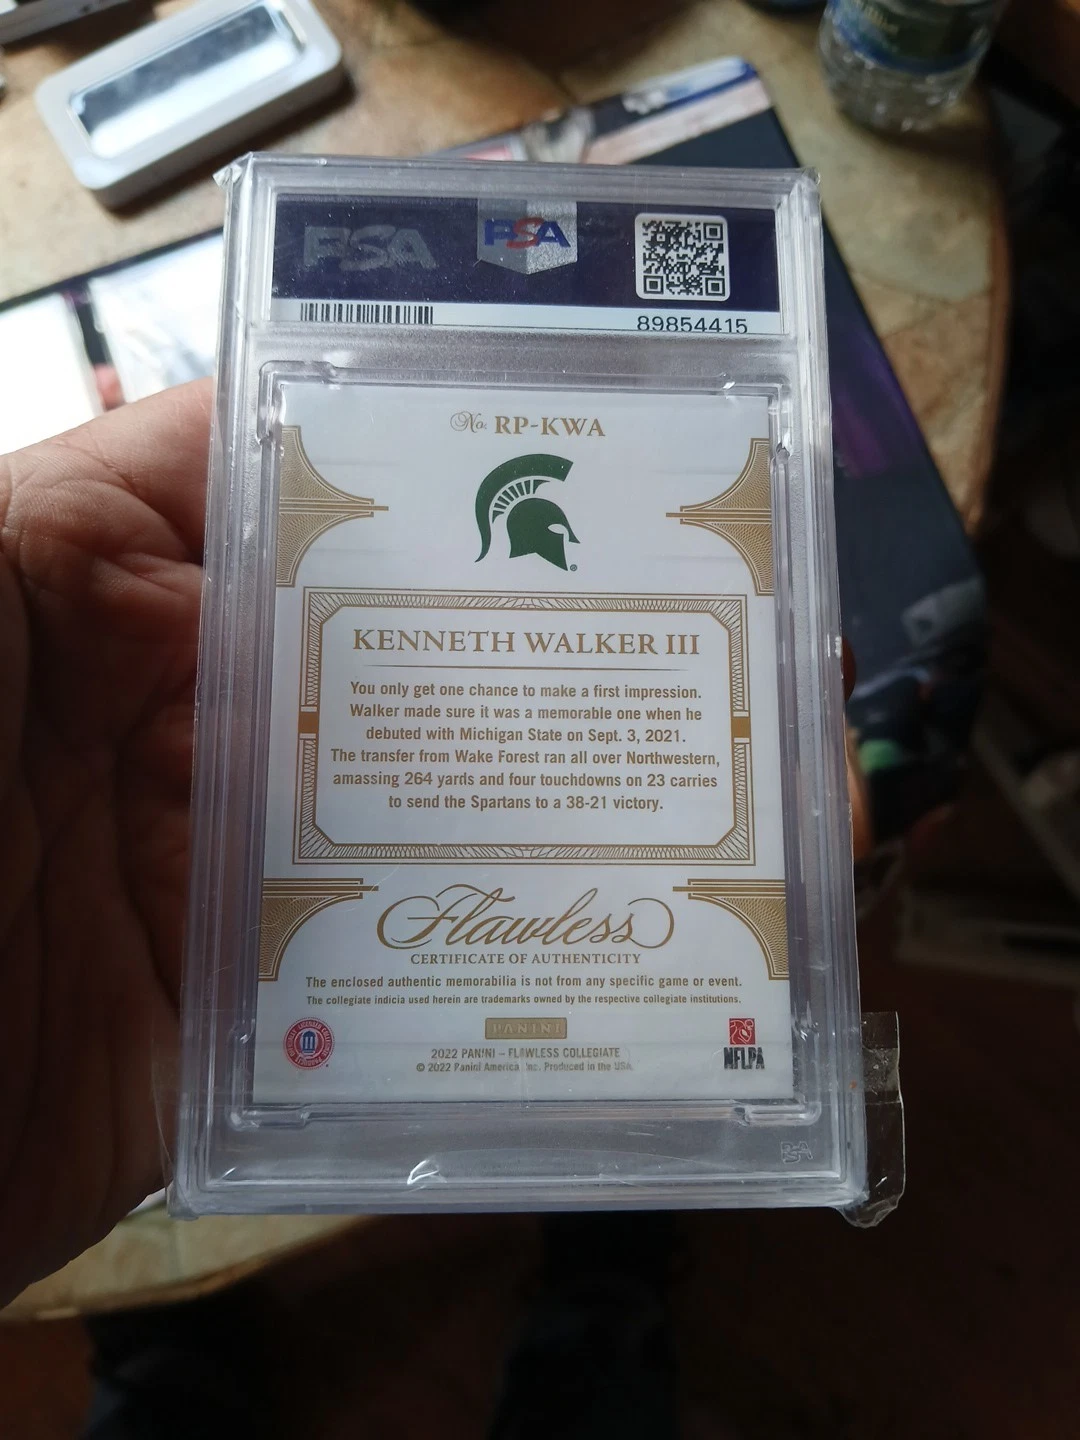 PSA
PSA
89854415
No. RP-KWA
KENNETH WALKER III
You only get one chance to make a first impression.
Walker made sure it was a memorable one when he
debuted with Michigan State on Sept. 3, 2021.
The transfer from Wake Forest ran all over Northwestern,
amassing 264 yards and four touchdowns on 23 carries
to send the Spartans to a 38-21 victory.
Flawless
CERTIFICATE OF AUTHENTICITY
The enclosed authentic memorabilia is not from any specific game or event.
The collegiate indicia used herein are trademarks owned by the respective collegiate institutions.
PANINI
2022 PANINI – FLAWLESS COLLEGIATE
© 2022 Panini America, Inc. Produced in the USA.
NFLPA
PSA